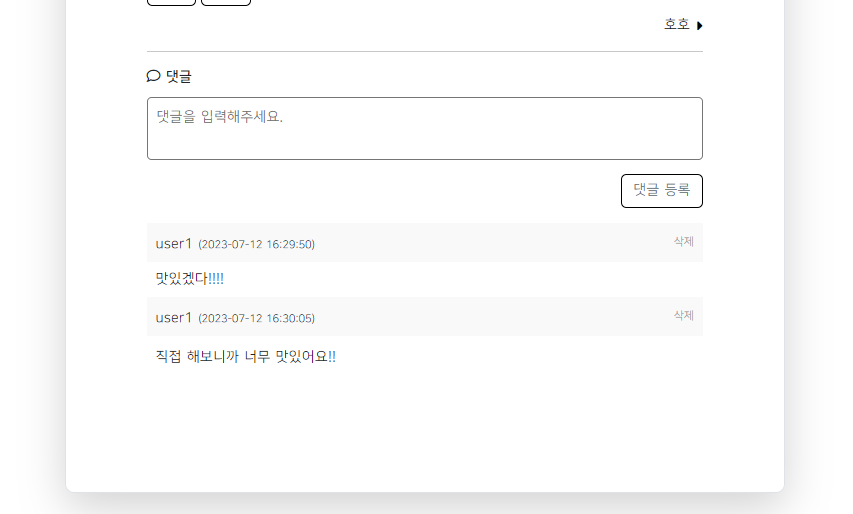 호호
댓글
댓글을 입력해주세요.
댓글 등록
user1 (2023-07-12 16:29:50) 삭제
맛있겠다!!!!
user1 (2023-07-12 16:30:05) 삭제
직접 해보니까 너무 맛있어요!!